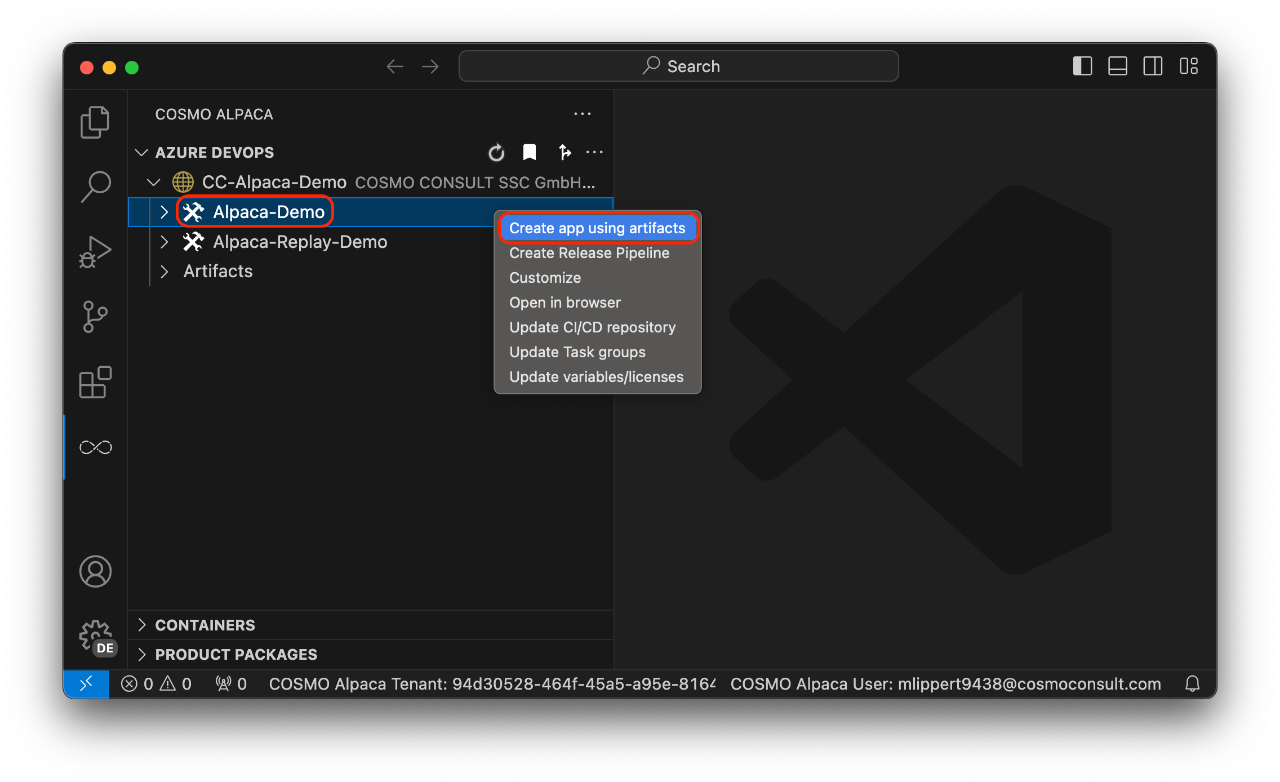 Search
COSMO ALPACA
AZURE DEVOPS
CC-Alpaca-Demo COSMO CONSULT SSC GmbH...
Alpaca-Demo
Alpaca-Replay-Demo
Artifacts
Create app using artifacts
Create Release Pipeline
Customize
Open in browser
Update CI/CD repository
Update Task groups
Update variables/licenses
CONTAINERS
PRODUCT PACKAGES
DE
0 0 0 COSMO Alpaca Tenant: 94d30528-464f-45a5-a95e-8164 COSMO Alpaca User: mlippert9438@cosmoconsult.com